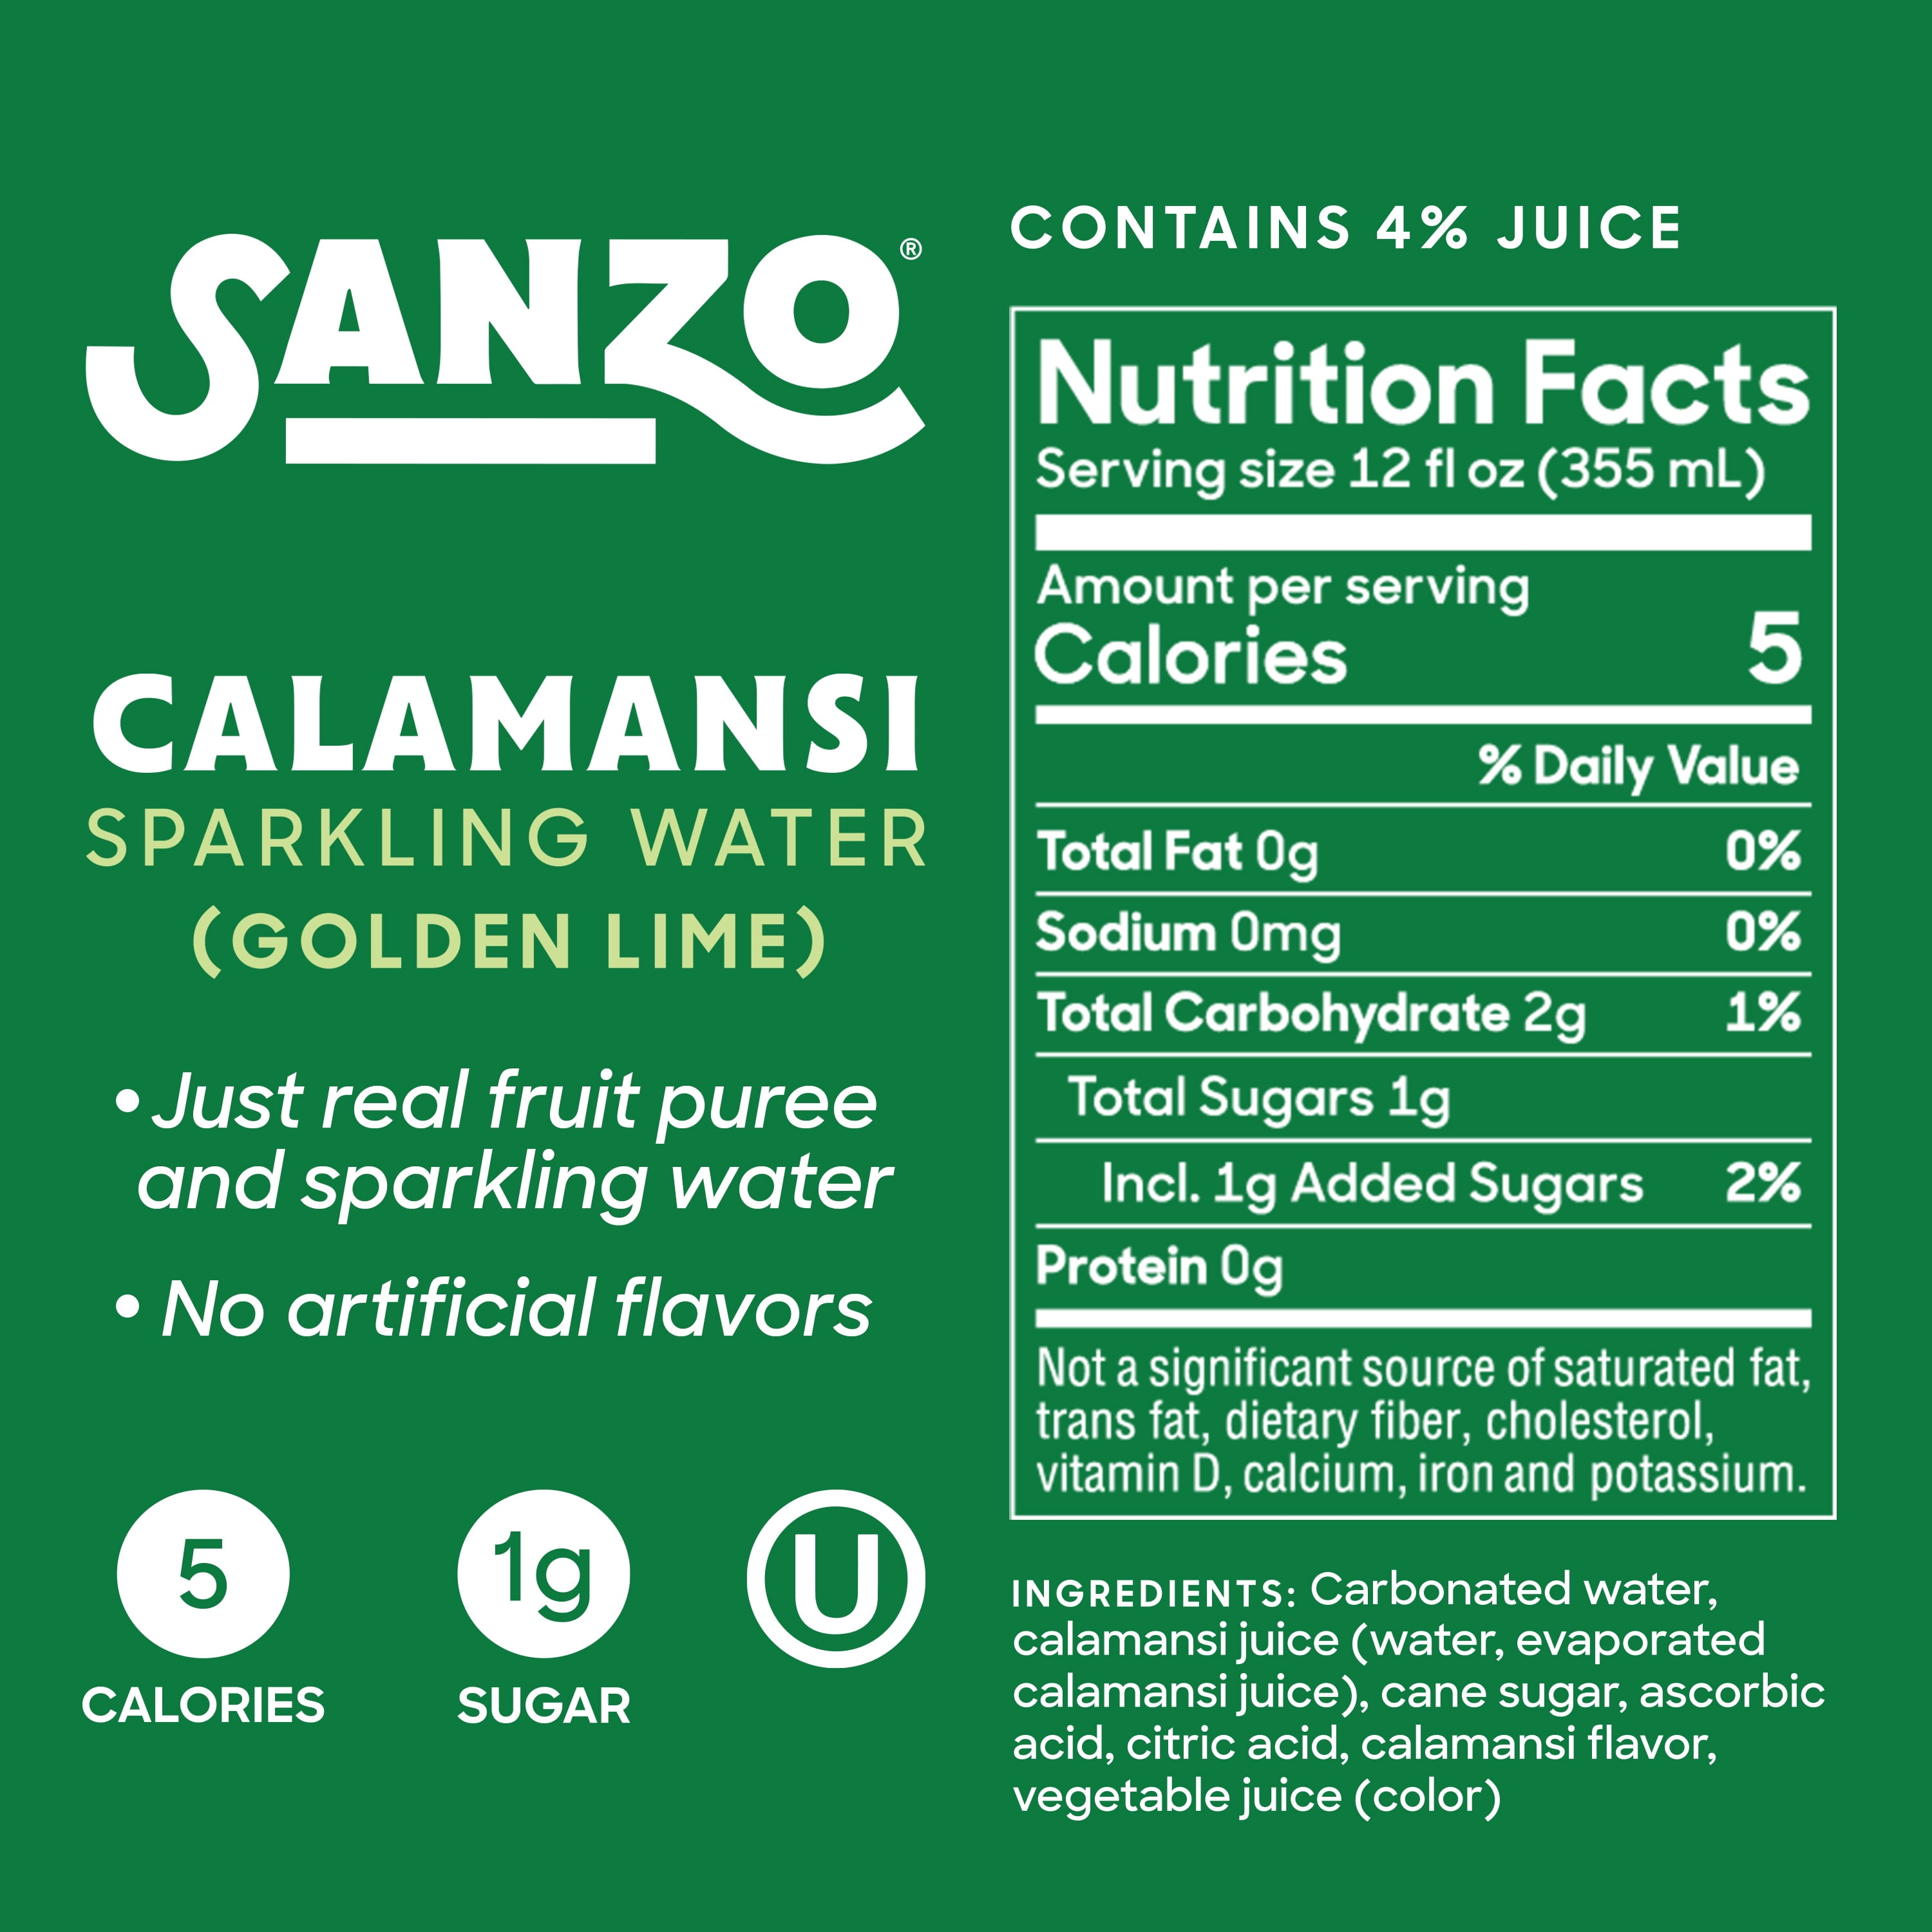 SANZO®
CALAMANSI
SPARKLING WATER
(GOLDEN LIME)
• Just real fruit puree
and sparkling water
• No artificial flavors
5
CALORIES
1g
SUGAR
U
CONTAINS 4% JUICE
Nutrition Facts
Serving size 12 fl oz (355 mL)
Amount per serving
Calories 5
% Daily Value
Total Fat 0g 0%
Sodium 0mg 0%
Total Carbohydrate 2g 1%
Total Sugars 1g
Incl. 1g Added Sugars 2%
Protein 0g
Not a significant source of saturated fat,
trans fat, dietary fiber, cholesterol,
vitamin D, calcium, iron and potassium.
INGREDIENTS: Carbonated water,
calamansi juice (water, evaporated
calamansi juice), cane sugar, ascorbic
acid, citric acid, calamansi flavor,
vegetable juice (color)